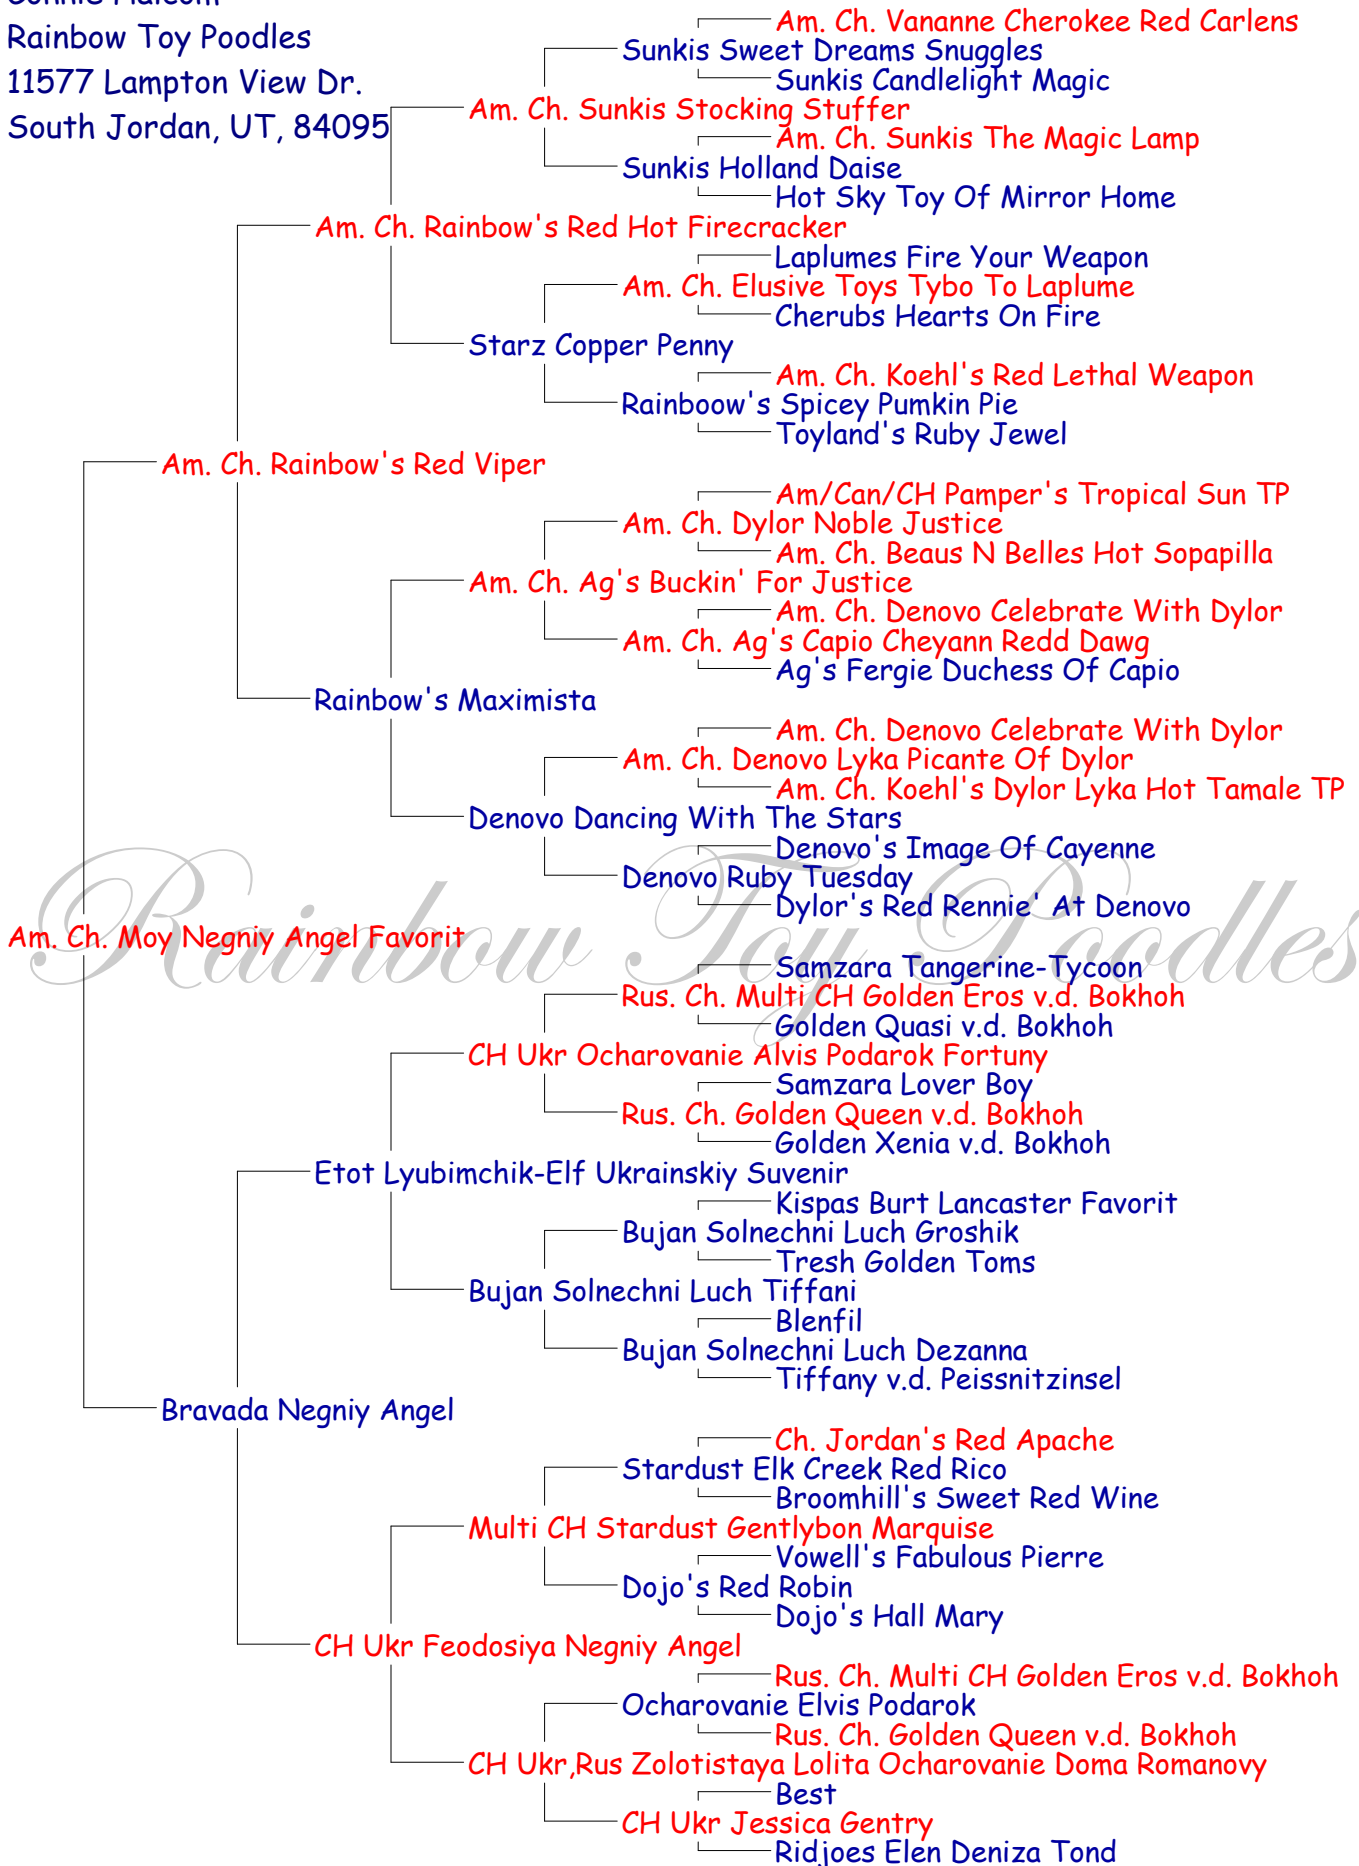 Rainbow Toy Poodles
11577 Lampton View Dr.
South Jordan, UT, 84095
Am. Ch. Vananne Cherokee Red Carlens
Sunkis Sweet Dreams Snuggles
Sunkis Candlelight Magic
Am. Ch. Sunkis Stocking Stuffer
Am. Ch. Sunkis The Magic Lamp
Sunkis Holland Daise
Hot Sky Toy Of Mirror Home
Am. Ch. Rainbow's Red Hot Firecracker
Laplumes Fire Your Weapon
Am. Ch. Elusive Toys Tybo To Laplume
Cherubs Hearts On Fire
Starz Copper Penny
Am. Ch. Koehl's Red Lethal Weapon
Rainboow's Spicey Pumkin Pie
Toyland's Ruby Jewel
Am. Ch. Rainbow's Red Viper
Am/Can/CH Pamper's Tropical Sun TP
Am. Ch. Dylor Noble Justice
Am. Ch. Beaus N Belles Hot Sopapilla
Am. Ch. Ag's Buckin' For Justice
Am. Ch. Denovo Celebrate With Dylor
Am. Ch. Ag's Capio Cheyann Redd Dawg
Ag's Fergie Duchess Of Capio
Rainbow's Maximista
Am. Ch. Denovo Celebrate With Dylor
Am. Ch. Denovo Lyka Picante Of Dylor
Am. Ch. Koehl's Dylor Lyka Hot Tamale TP
Denovo Dancing With The Stars
Denovo's Image Of Cayenne
Denovo Ruby Tuesday
Dylor's Red Rennie' At Denovo
Am. Ch. Moy Negniy Angel Favorit
Rainbow Toy Poodles
Samzara Tangerine-Tycoon
Rus. Ch. Multi CH Golden Eros v.d. Bokhoh
Golden Quasi v.d. Bokhoh
CH Ukr Ocharovanie Alvis Podarok Fortuny
Samzara Lover Boy
Rus. Ch. Golden Queen v.d. Bokhoh
Golden Xenia v.d. Bokhoh
Etot Lyubimchik-Elf Ukrainskiy Suvenir
Kispas Burt Lancaster Favorit
Bujan Solnechni Luch Groshik
Tresh Golden Toms
Bujan Solnechni Luch Tiffani
Blenfil
Bujan Solnechni Luch Dezanna
Tiffany v.d. Peissnitzinsel
Bravada Negniy Angel
Ch. Jordan's Red Apache
Stardust Elk Creek Red Rico
Broomhill's Sweet Red Wine
Multi CH Stardust Gentlybon Marquise
Vowell's Fabulous Pierre
Dojo's Red Robin
Dojo's Hall Mary
CH Ukr Feodosiya Negniy Angel
Rus. Ch. Multi CH Golden Eros v.d. Bokhoh
Ocharovanie Elvis Podarok
Rus. Ch. Golden Queen v.d. Bokhoh
CH Ukr,Rus Zolotistaya Lolita Ocharovanie Doma Romanovy
Best
CH Ukr Jessica Gentry
Ridjoes Elen Deniza Tond